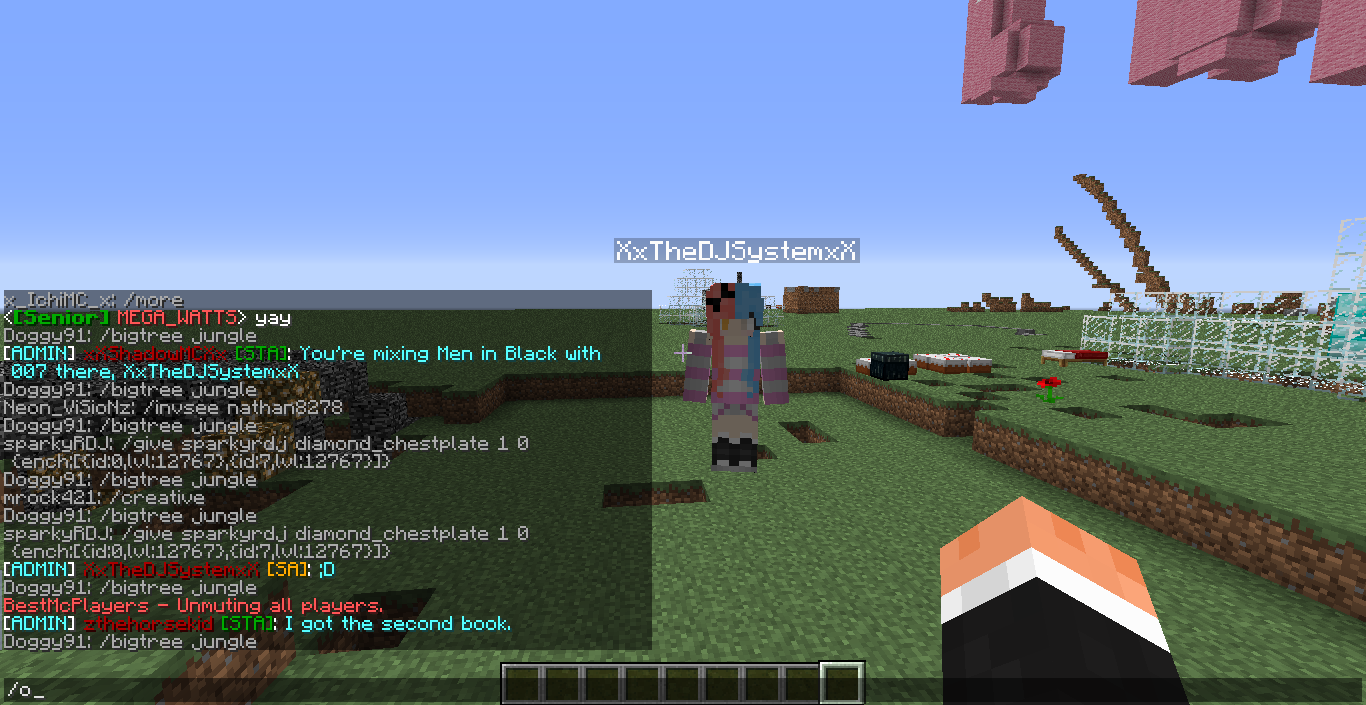 XxTheDJSystemxX
x_IchiMC_x: /more
<[Senior] MEGA_WATTS> yay
Doggy91: /bigtree jungle
[ADMIN] xXShadowMCXx [STA]: You're mixing Men in Black with
007 there, XxTheDJSystemxX
Doggy91: /bigtree jungle
Neon_ViSioNz: /invsee nathan8278
Doggy91: /bigtree jungle
sparkyRDJ: /give sparkyrdj diamond_chestplate 1 0
{ench:[{id:0,lvl:12767},{id:7,lvl:12767}]}
Doggy91: /bigtree jungle
mrock421: /creative
Doggy91: /bigtree jungle
sparkyRDJ: /give sparkyrdj diamond_chestplate 1 0
{ench:[{id:0,lvl:12767},{id:7,lvl:12767}]}
[ADMIN] XxTheDJSystemxX [SA]: ;D
Doggy91: /bigtree jungle
BestMcPlayers - Unmuting all players.
[ADMIN] zthehorsekid [STA]: I got the second book.
Doggy91: /bigtree jungle
/o_